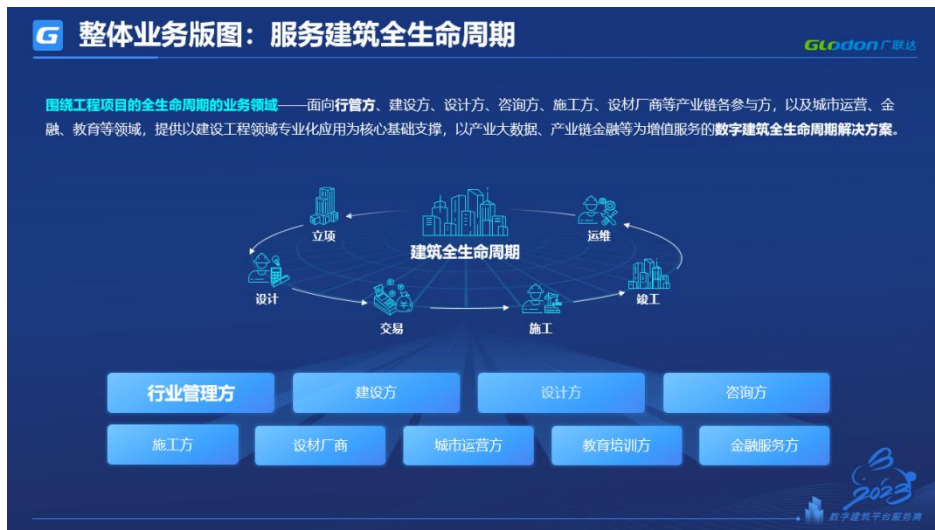 G 整体业务版图：服务建筑全生命周期
GLodon广联达
围绕工程项目的全生命周期的业务领域——面向行管方、建设方、设计方、咨询方、施工方、设材厂商等产业链各参与方，以及城市运营、金
融、教育等领域，提供以建设工程领域专业化应用为核心基础支撑，以产业大数据、产业链金融等为增值服务的数字建筑全生命周期解决方案。
立项
建筑全生命周期
运维
设计
竣工
交易
施工
行业管理方
建设方
设计方
咨询方
施工方
设材厂商
城市运营方
教育培训方
金融服务方
2023
数字建筑平台服务商